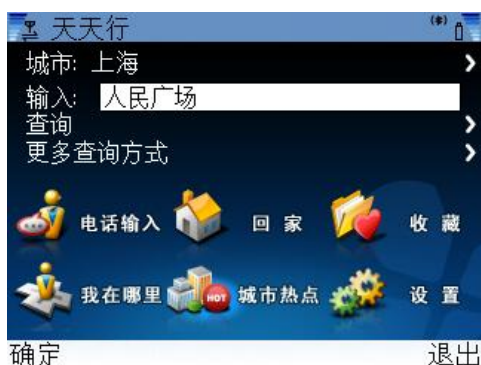 天天行
城市: 上海
输入: 人民广场
查询
更多查询方式
电话输入 回家 收藏
我在哪里 HOT 城市热点 设置
确定 退出